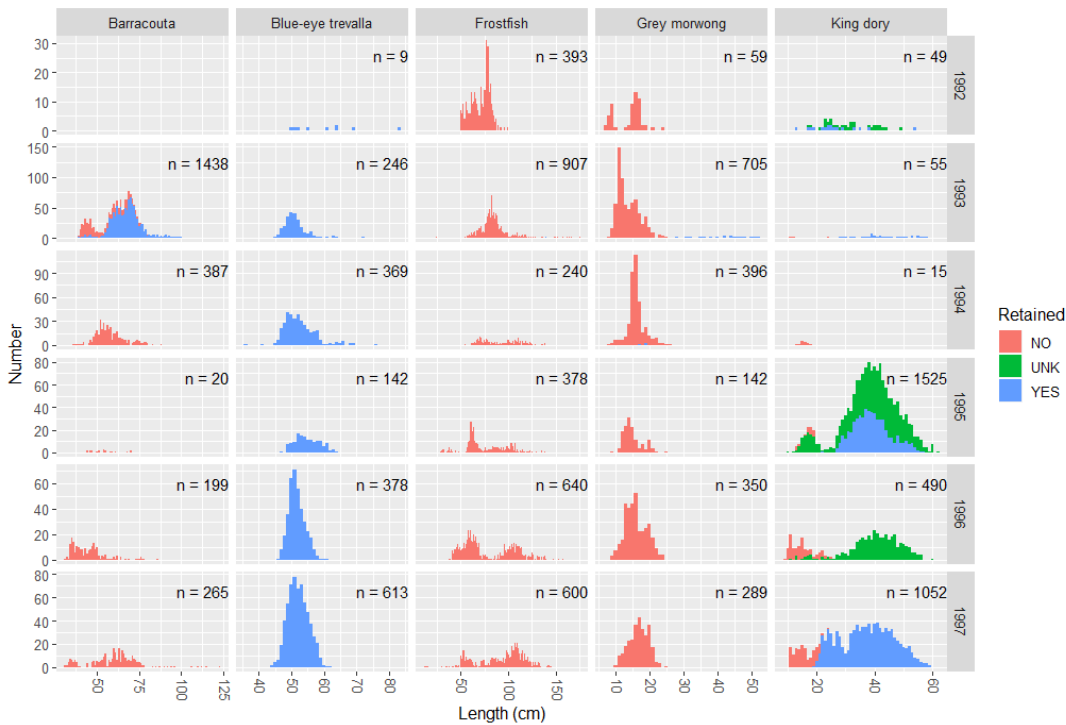 Barracouta Blue-eye trevalla Frostfish Grey morwong King dory
30 n = 9 n = 393 n = 59 n = 49
20
10
0
1992
150 n = 1438 n = 246 n = 907 n = 705 n = 55
100
50
0
1993
90 n = 387 n = 369 n = 240 n = 396 n = 15
60
30
0
1994
80 n = 20 n = 142 n = 378 n = 142 n = 1525
60
40
20
0
1995
80 n = 199 n = 378 n = 640 n = 350 n = 490
60
40
20
0
1996
80 n = 265 n = 613 n = 600 n = 289 n = 1052
60
40
20
0
1997
50 75 100 125 40 50 60 70 80 50 100 150 10 20 30 40 50 20 40 60
Length (cm)
Number
Retained
NO
UNK
YES